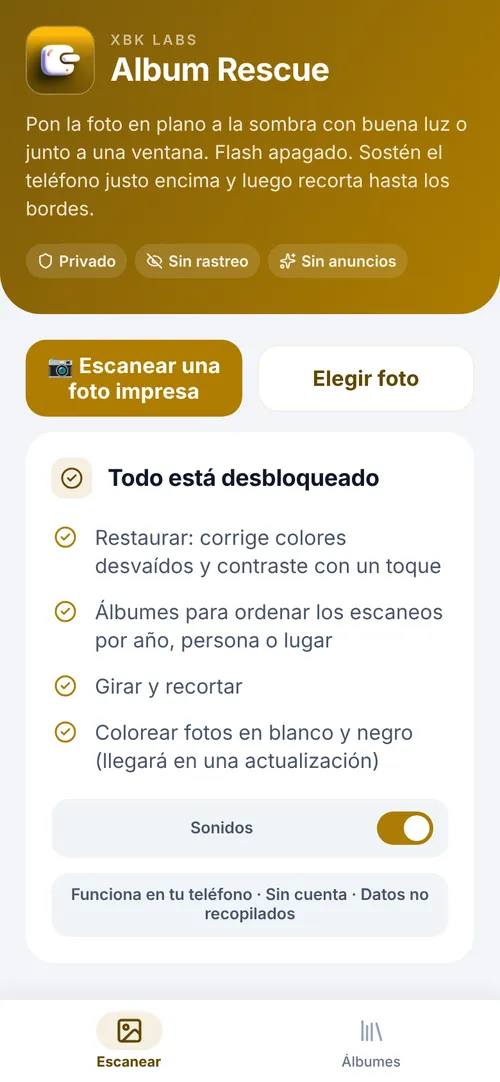 XBK LABS
Album Rescue
Pon la foto en plano a la sombra con buena luz o
junto a una ventana. Flash apagado. Sostén el
teléfono justo encima y luego recorta hasta los
bordes.
Privado
Sin rastreo
Sin anuncios
📷 Escanear una
foto impresa
Elegir foto
Todo está desbloqueado
Restaurar: corrige colores
desvaídos y contraste con un toque
Álbumes para ordenar los escaneos
por año, persona o lugar
Girar y recortar
Colorear fotos en blanco y negro
(llegará en una actualización)
Sonidos
Funciona en tu teléfono · Sin cuenta · Datos no
recopilados
Escanear
Álbumes